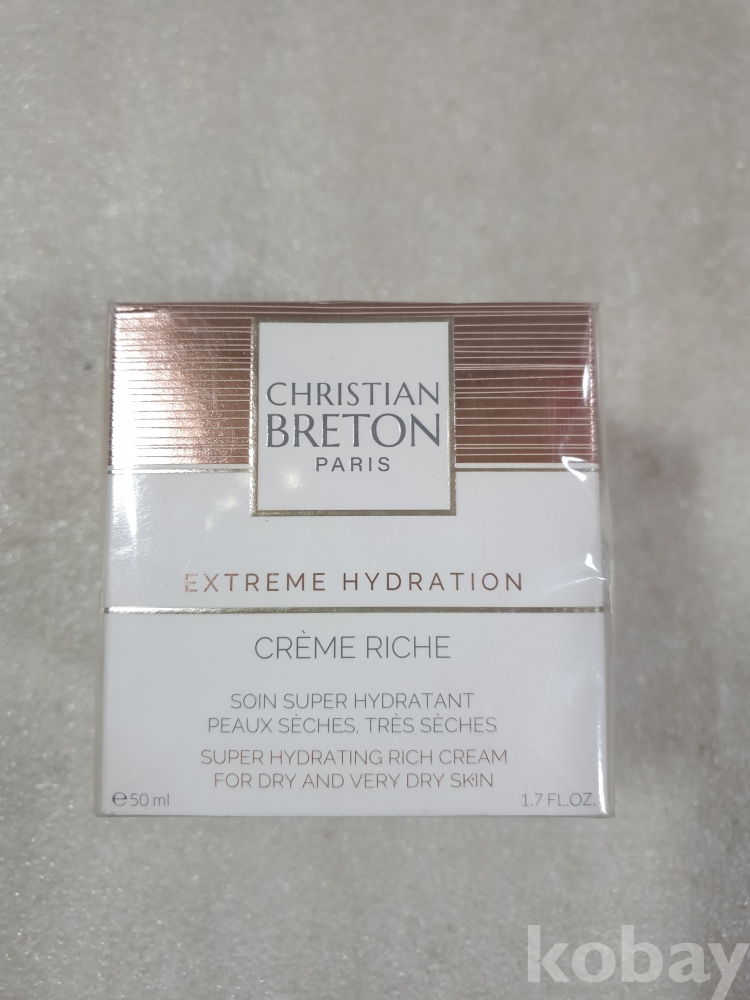 CHRISTIAN
BRETON
PARIS
EXTREME HYDRATION
CRÈME RICHE
SOIN SUPER HYDRATANT
PEAUX SÈCHES, TRÈS SÈCHES
SUPER HYDRATING RICH CREAM
FOR DRY AND VERY DRY SKIN
℮50 ml 1.7 FL.OZ.
kobay